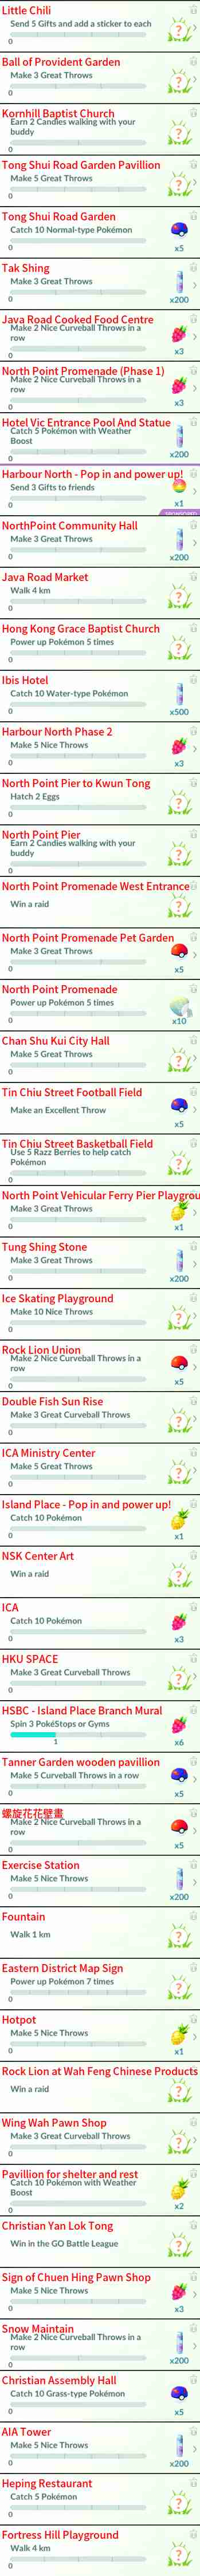 Little Chili
Send 5 Gifts and add a sticker to each
0
Ball of Provident Garden
Make 3 Great Throws
0
Kornhill Baptist Church
Earn 2 Candies walking with your
buddy
0
Tong Shui Road Garden Pavillion
Make 5 Great Throws
0
Tong Shui Road Garden
Catch 10 Normal-type Pokémon
0
x5
Tak Shing
Make 3 Great Throws
0
x200
Java Road Cooked Food Centre
Make 2 Nice Curveball Throws in a
row
0
x3
North Point Promenade (Phase 1)
Make 2 Nice Curveball Throws in a
row
0
x3
Hotel Vic Entrance Pool And Statue
Catch 5 Pokémon with Weather
Boost
0
x200
Harbour North - Pop in and power up!
Send 3 Gifts to friends
0
x1
SPONSORED
NorthPoint Community Hall
Make 3 Great Throws
0
x200
Java Road Market
Walk 4 km
0
Hong Kong Grace Baptist Church
Power up Pokémon 5 times
0
Ibis Hotel
Catch 10 Water-type Pokémon
0
x500
Harbour North Phase 2
Make 5 Nice Throws
0
x3
North Point Pier to Kwun Tong
Hatch 2 Eggs
0
North Point Pier
Earn 2 Candies walking with your
buddy
0
North Point Promenade West Entrance
Win a raid
North Point Promenade Pet Garden
Make 3 Great Throws
0
x5
North Point Promenade
Power up Pokémon 5 times
0
x10
Chan Shu Kui City Hall
Make 5 Great Throws
0
Tin Chiu Street Football Field
Make an Excellent Throw
x5
Tin Chiu Street Basketball Field
Use 5 Razz Berries to help catch
Pokémon
0
North Point Vehicular Ferry Pier Playgrou
Make 3 Great Throws
0
x1
Tung Shing Stone
Make 3 Great Throws
0
x200
Ice Skating Playground
Make 10 Nice Throws
0
Rock Lion Union
Make 2 Nice Curveball Throws in a
row
0
x5
Double Fish Sun Rise
Make 3 Great Curveball Throws
0
ICA Ministry Center
Make 5 Great Throws
0
Island Place - Pop in and power up!
Catch 10 Pokémon
0
x1
NSK Center Art
Win a raid
ICA
Catch 10 Pokémon
0
x3
HKU SPACE
Make 3 Great Curveball Throws
0
HSBC - Island Place Branch Mural
Spin 3 PokéStops or Gyms
1
x6
Tanner Garden wooden pavillion
Make 5 Curveball Throws in a row
0
x5
螺旋花花壁畫
Make 2 Nice Curveball Throws in a
row
0
x5
Exercise Station
Make 5 Nice Throws
0
x200
Fountain
Walk 1 km
Eastern District Map Sign
Power up Pokémon 7 times
0
Hotpot
Make 5 Nice Throws
0
x1
Rock Lion at Wah Feng Chinese Products
Win a raid
Wing Wah Pawn Shop
Make 3 Great Curveball Throws
0
Pavillion for shelter and rest
Catch 10 Pokémon with Weather
Boost
0
x2
Christian Yan Lok Tong
Win in the GO Battle League
Sign of Chuen Hing Pawn Shop
Make 5 Nice Throws
0
x3
Snow Maintain
Make 2 Nice Curveball Throws in a
row
0
x200
Christian Assembly Hall
Catch 10 Grass-type Pokémon
0
x5
AIA Tower
Make 5 Nice Throws
0
x200
Heping Restaurant
Catch 5 Pokémon
0
Fortress Hill Playground
Walk 4 km
0